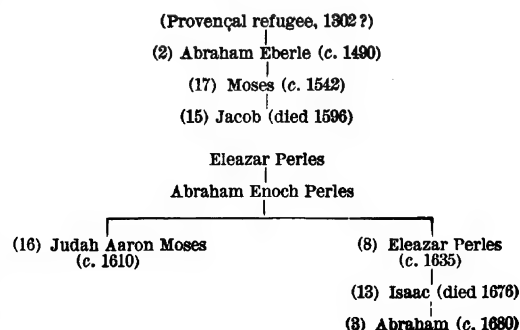 (Provençal refugee, 1302?)
(2) Abraham Eberle (c. 1490)
(17) Moses (c. 1542)
(15) Jacob (died 1596)
Eleazar Perles
Abraham Enoch Perles
(16) Judah Aaron Moses
(c. 1610)
(8) Eleazar Perles
(c. 1635)
(13) Isaac (died 1676)
(3) Abraham (c. 1680)